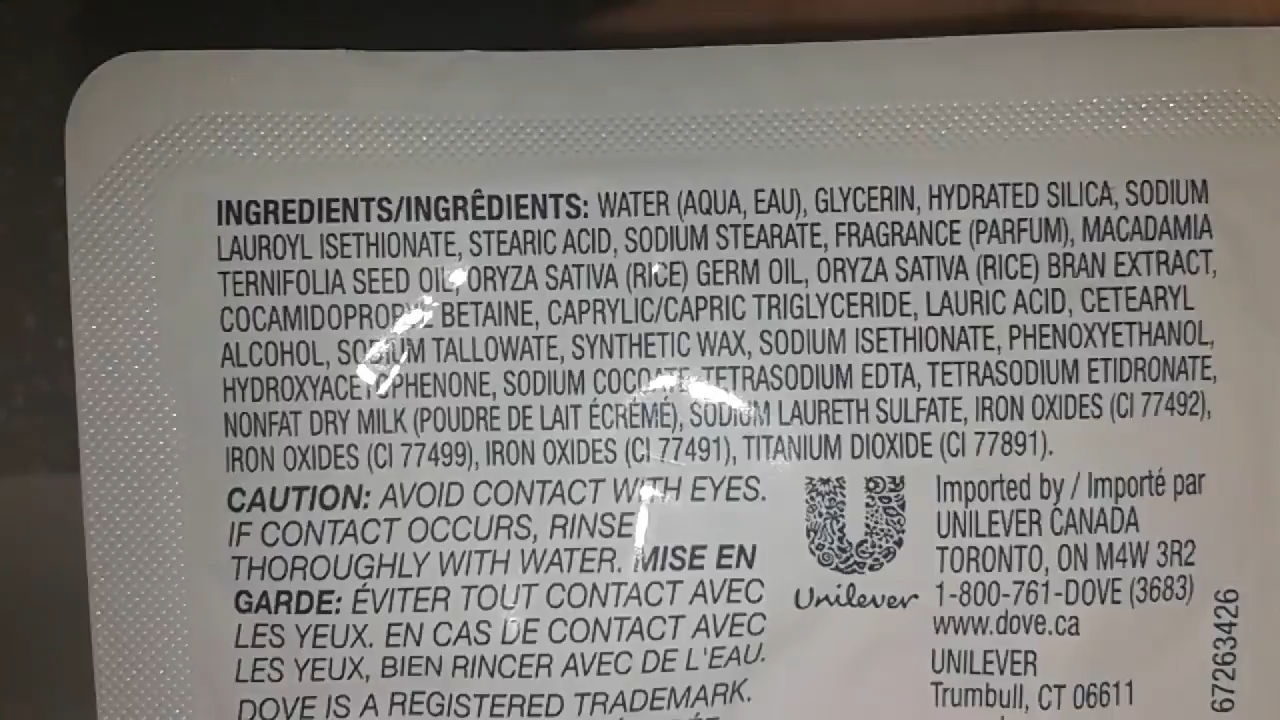 INGREDIENTS/INGRÊDIENTS: WATER (AQUA, EAU), GLYCERIN, HYDRATED SILICA, SODIUM
LAUROYL ISETHIONATE, STEARIC ACID, SODIUM STEARATE, FRAGRANCE (PARFUM), MACADAMIA
TERNIFOLIA SEED OIL, ORYZA SATIVA (RICE) GERM OIL, ORYZA SATIVA (RICE) BRAN EXTRACT,
COCAMIDOPROPYL BETAINE, CAPRYLIC/CAPRIC TRIGLYCERIDE, LAURIC ACID, CETEARYL
ALCOHOL, SODIUM TALLOWATE, SYNTHETIC WAX, SODIUM ISETHIONATE, PHENOXYETHANOL,
HYDROXYACETOPHENONE, SODIUM COCOATE, TETRASODIUM EDTA, TETRASODIUM ETIDRONATE,
NONFAT DRY MILK (POUDRE DE LAIT ÉCRÉMÉ), SODIUM LAURETH SULFATE, IRON OXIDES (CI 77492),
IRON OXIDES (CI 77499), IRON OXIDES (CI 77491), TITANIUM DIOXIDE (CI 77891).
CAUTION: AVOID CONTACT WITH EYES.
IF CONTACT OCCURS, RINSE
THOROUGHLY WITH WATER. MISE EN
GARDE: ÉVITER TOUT CONTACT AVEC
LES YEUX. EN CAS DE CONTACT AVEC
LES YEUX, BIEN RINCER AVEC DE L'EAU.
DOVE IS A REGISTERED TRADEMARK.
Unilever
Imported by / Importé par
UNILEVER CANADA
TORONTO, ON M4W 3R2
1-800-761-DOVE (3683)
www.dove.ca
UNILEVER
Trumbull, CT 06611
67263426